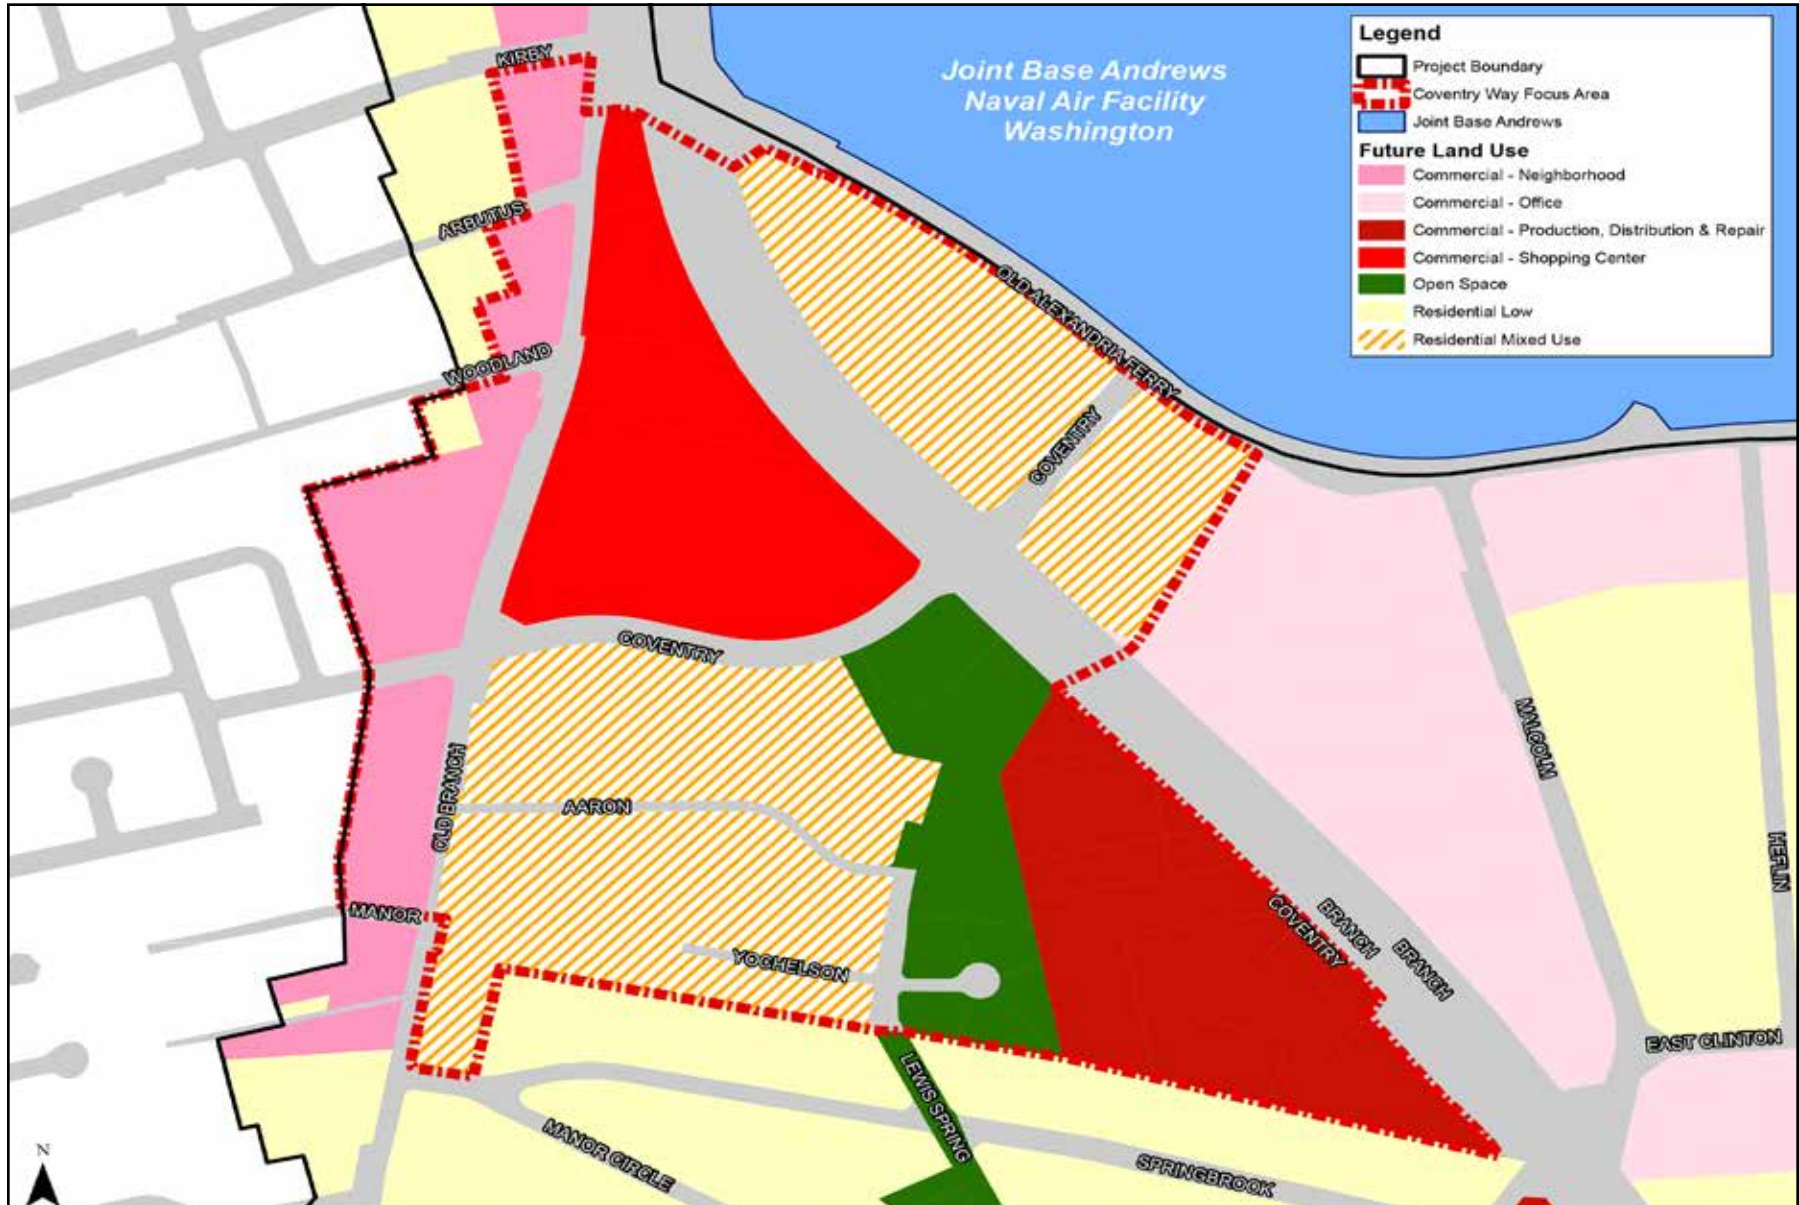 Joint Base Andrews
Naval Air Facility
Washington
Legend
Project Boundary
Coventry Way Focus Area
Joint Base Andrews
Future Land Use
Commercial - Neighborhood
Commercial - Office
Commercial - Production, Distribution & Repair
Commercial - Shopping Center
Open Space
Residential Low
Residential Mixed Use
KIRBY
ARBUTUS
WOODLAND
OLD ALEXANDRIA FERRY
COVENTRY
COVENTRY
OLD BRANCH
AARON
MANOR
YOCHELSON
COVENTRY
BRANCH
BRANCH
MALCOLM
HEFLIN
EAST CLINTON
LEWIS SPRING
MANOR CIRCLE
SPRINGBROOK
N